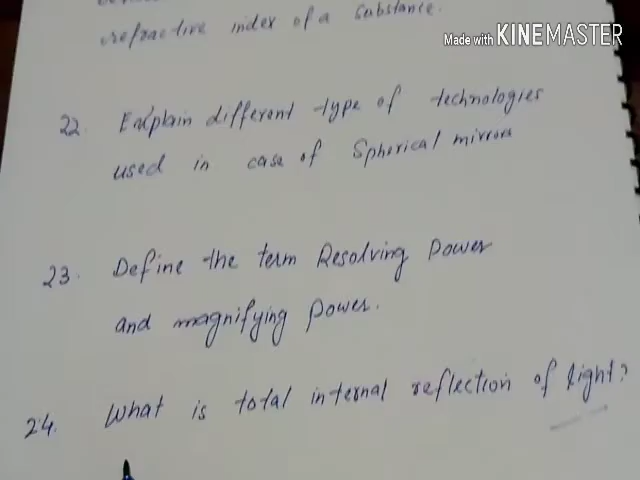 refractive index of a substance.
Made with KINEMASTER
22. Explain different type of technologies
used in case of Spherical mirrors
23. Define the term Resolving power
and magnifying power.
24. What is total internal reflection of light?